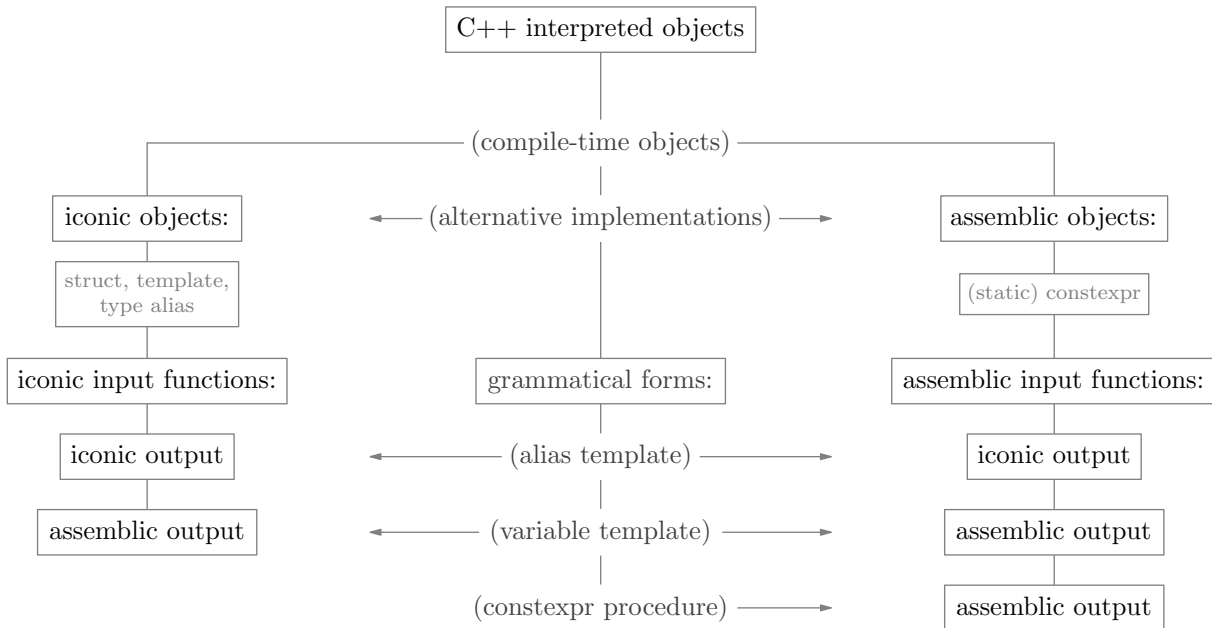 C++ interpreted objects
(compile-time objects)
iconic objects:
(alternative implementations)
assemblic objects:
struct, template,
type alias
(static) constexpr
iconic input functions:
grammatical forms:
assemblic input functions:
iconic output
(alias template)
iconic output
assemblic output
(variable template)
assemblic output
(constexpr procedure)
assemblic output